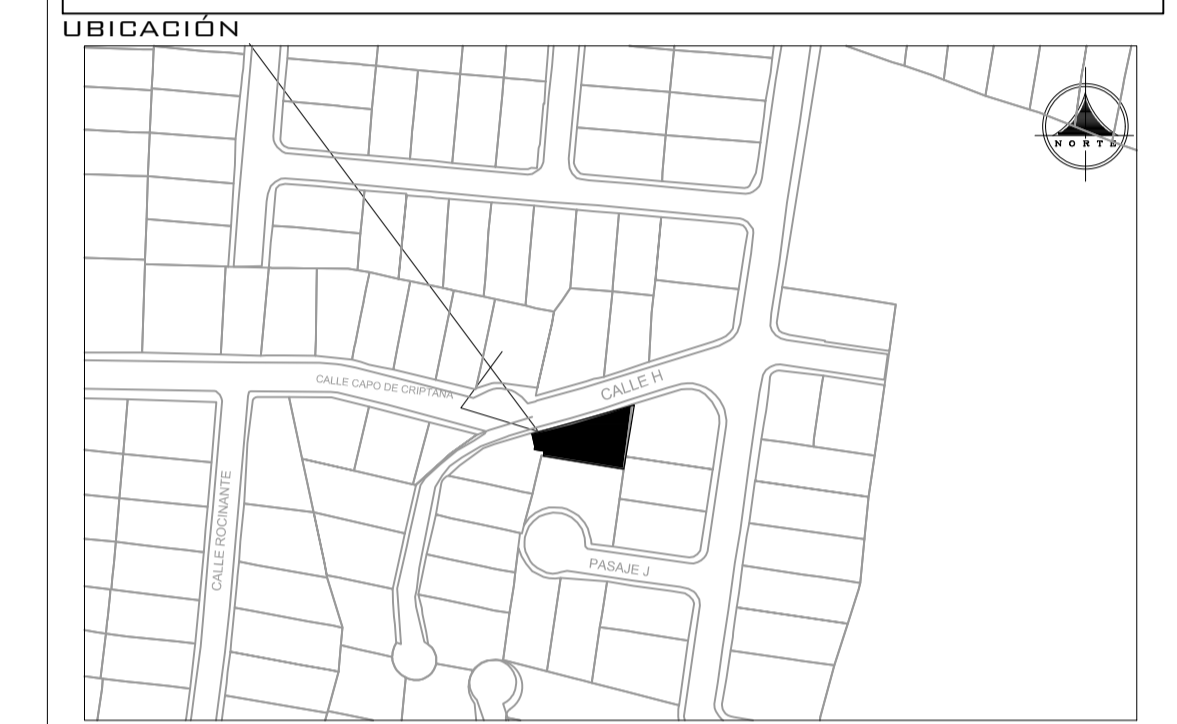 UBICACIÓN
NORTE
CALLE CAPO DE CRIPTANA
CALLE H
CALLE ROCINANTE
PASAJE J